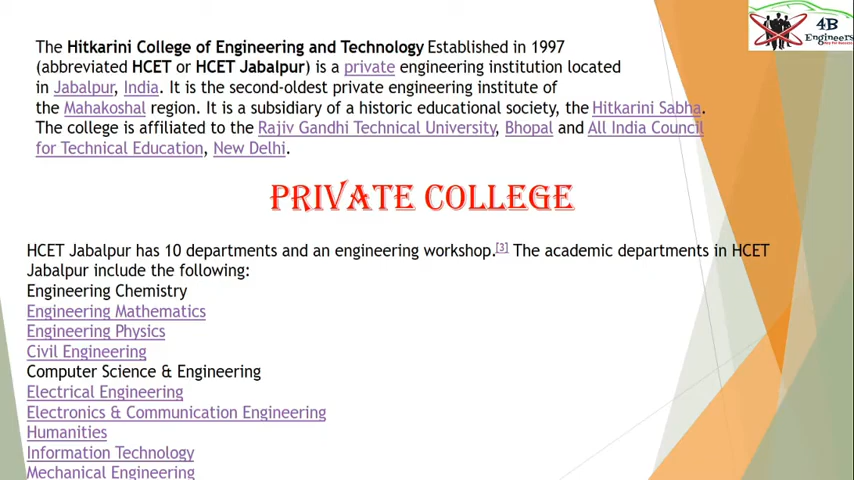 4B
Engineers
The Hitkarini College of Engineering and Technology Established in 1997
(abbreviated HCET or HCET Jabalpur) is a private engineering institution located
in Jabalpur, India. It is the second-oldest private engineering institute of
the Mahakoshal region. It is a subsidiary of a historic educational society, the Hitkarini Sabha.
The college is affiliated to the Rajiv Gandhi Technical University, Bhopal and All India Council
for Technical Education, New Delhi.
PRIVATE COLLEGE
HCET Jabalpur has 10 departments and an engineering workshop.[3] The academic departments in HCET
Jabalpur include the following:
Engineering Chemistry
Engineering Mathematics
Engineering Physics
Civil Engineering
Computer Science & Engineering
Electrical Engineering
Electronics & Communication Engineering
Humanities
Information Technology
Mechanical Engineering